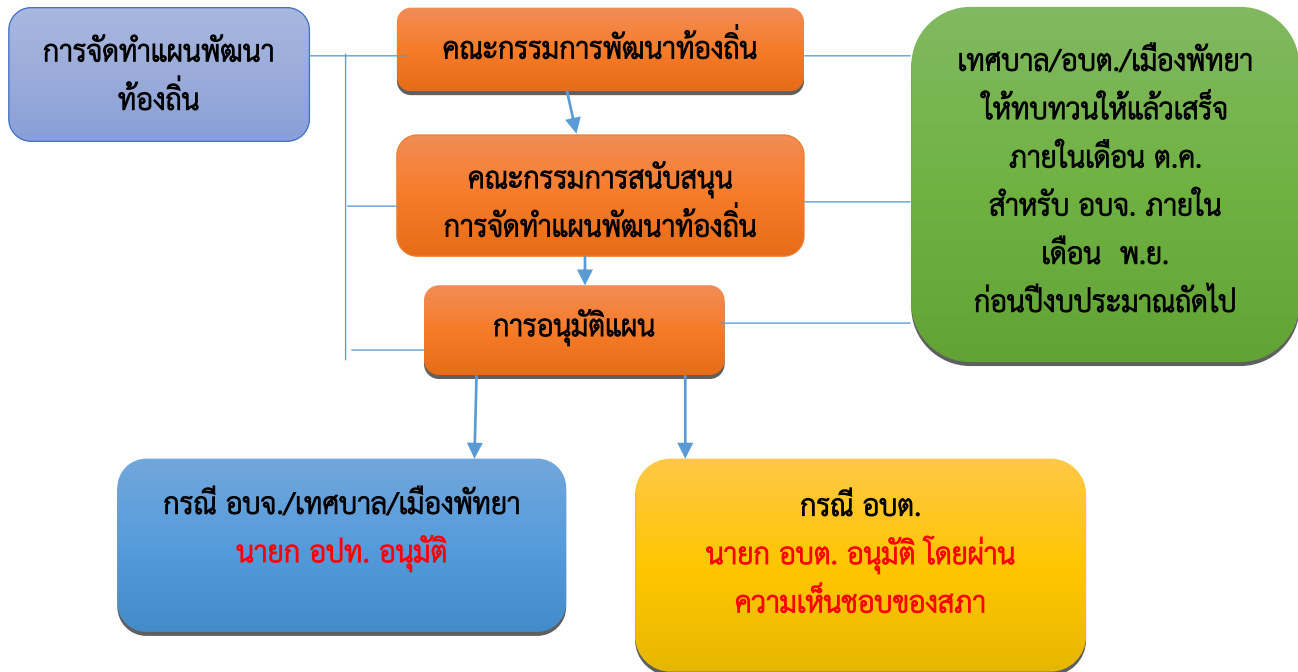 การจัดทำแผนพัฒนา
ท้องถิ่น
คณะกรรมการพัฒนาท้องถิ่น
คณะกรรมการสนับสนุน
การจัดทำแผนพัฒนาท้องถิ่น
การอนุมัติแผน
เทศบาล/อบต./เมืองพัทยา
ให้ทบทวนให้แล้วเสร็จ
ภายในเดือน ต.ค.
สำหรับ อบจ. ภายใน
เดือน พ.ย.
ก่อนปีงบประมาณถัดไป
กรณี อบจ./เทศบาล/เมืองพัทยา
นายก อปท. อนุมัติ
กรณี อบต.
นายก อบต. อนุมัติ โดยผ่าน
ความเห็นชอบของสภา